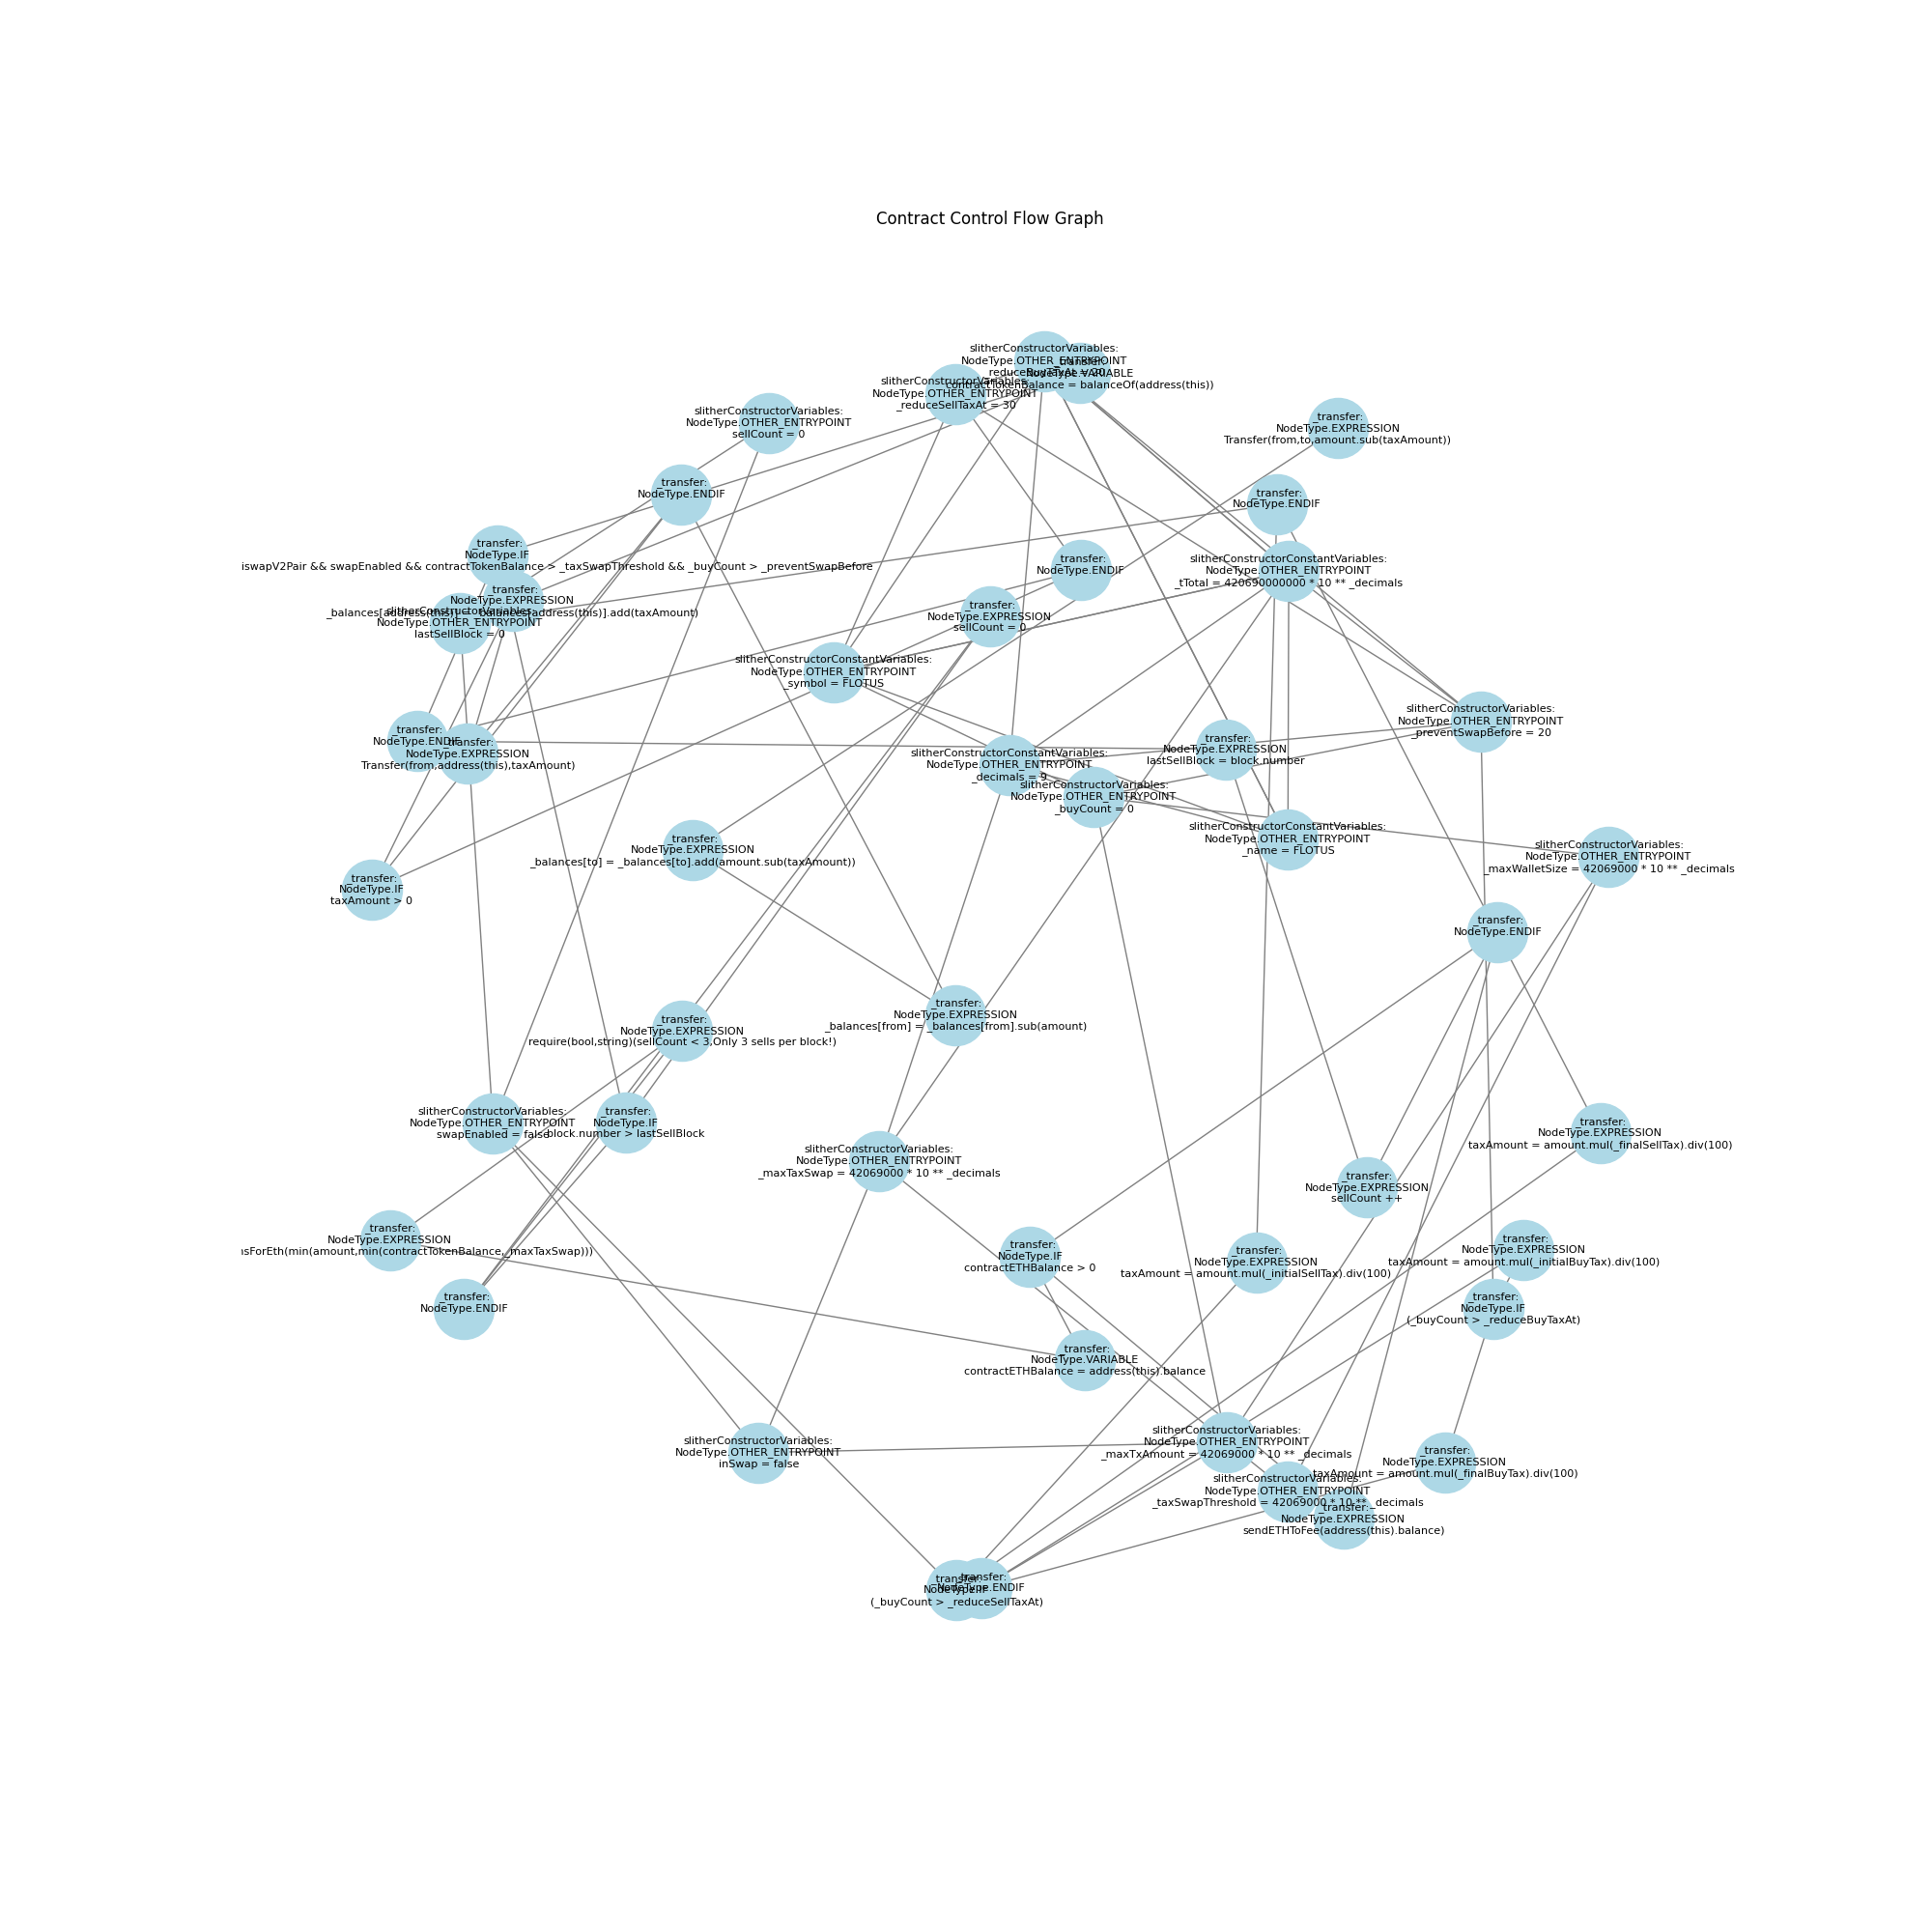 Contract Control Flow Graph
slitherConstructorVariables:
NodeType.OTHER_ENTRYPOINT
_reduceBuyTaxAt = 20
_transfer:
NodeType.VARIABLE
contractTokenBalance = balanceOf(address(this))
slitherConstructorVariables:
NodeType.OTHER_ENTRYPOINT
_reduceSellTaxAt = 30
slitherConstructorVariables:
NodeType.OTHER_ENTRYPOINT
sellCount = 0
_transfer:
NodeType.EXPRESSION
Transfer(from,to,amount.sub(taxAmount))
_transfer:
NodeType.ENDIF
_transfer:
NodeType.ENDIF
_transfer:
NodeType.IF
iswapV2Pair && swapEnabled && contractTokenBalance > _taxSwapThreshold && _buyCount > _preventSwapBefore
_transfer:
NodeType.ENDIF
slitherConstructorConstantVariables:
NodeType.OTHER_ENTRYPOINT
_tTotal = 420690000000 * 10 ** _decimals
_transfer:
NodeType.EXPRESSION
_balances[address(this)] = _balances[address(this)].add(taxAmount)
slitherConstructorVariables:
NodeType.OTHER_ENTRYPOINT
lastSellBlock = 0
_transfer:
NodeType.EXPRESSION
sellCount = 0
slitherConstructorConstantVariables:
NodeType.OTHER_ENTRYPOINT
_symbol = FLOTUS
slitherConstructorVariables:
NodeType.OTHER_ENTRYPOINT
_preventSwapBefore = 20
_transfer:
NodeType.ENDIF
_transfer:
NodeType.EXPRESSION
Transfer(from,address(this),taxAmount)
_transfer:
NodeType.EXPRESSION
lastSellBlock = block.number
slitherConstructorConstantVariables:
NodeType.OTHER_ENTRYPOINT
_decimals = 9
slitherConstructorVariables:
NodeType.OTHER_ENTRYPOINT
_buyCount = 0
slitherConstructorConstantVariables:
NodeType.OTHER_ENTRYPOINT
_name = FLOTUS
_transfer:
NodeType.EXPRESSION
_balances[to] = _balances[to].add(amount.sub(taxAmount))
slitherConstructorVariables:
NodeType.OTHER_ENTRYPOINT
_maxWalletSize = 42069000 * 10 ** _decimals
_transfer:
NodeType.IF
taxAmount > 0
_transfer:
NodeType.ENDIF
_transfer:
NodeType.EXPRESSION
_balances[from] = _balances[from].sub(amount)
_transfer:
NodeType.EXPRESSION
require(bool,string)(sellCount < 3,Only 3 sells per block!)
slitherConstructorVariables:
NodeType.OTHER_ENTRYPOINT
swapEnabled = false
_transfer:
NodeType.IF
block.number > lastSellBlock
_transfer:
NodeType.EXPRESSION
taxAmount = amount.mul(_finalSellTax).div(100)
slitherConstructorVariables:
NodeType.OTHER_ENTRYPOINT
_maxTaxSwap = 42069000 * 10 ** _decimals
_transfer:
NodeType.EXPRESSION
sellCount ++
_transfer:
NodeType.EXPRESSION
nsForEth(min(amount,min(contractTokenBalance,_maxTaxSwap)))
_transfer:
NodeType.IF
contractETHBalance > 0
_transfer:
NodeType.EXPRESSION
taxAmount = amount.mul(_initialSellTax).div(100)
_transfer:
NodeType.EXPRESSION
taxAmount = amount.mul(_initialBuyTax).div(100)
_transfer:
NodeType.ENDIF
_transfer:
NodeType.IF
(_buyCount > _reduceBuyTaxAt)
_transfer:
NodeType.VARIABLE
contractETHBalance = address(this).balance
slitherConstructorVariables:
NodeType.OTHER_ENTRYPOINT
inSwap = false
slitherConstructorVariables:
NodeType.OTHER_ENTRYPOINT
_maxTxAmount = 42069000 * 10 ** _decimals
_transfer:
NodeType.EXPRESSION
taxAmount = amount.mul(_finalBuyTax).div(100)
slitherConstructorVariables:
NodeType.OTHER_ENTRYPOINT
_taxSwapThreshold = 42069000 * 10 ** _decimals
_transfer:
NodeType.EXPRESSION
sendETHToFee(address(this).balance)
_transfer:
NodeType.IF
(_buyCount > _reduceSellTaxAt)
_transfer:
NodeType.ENDIF